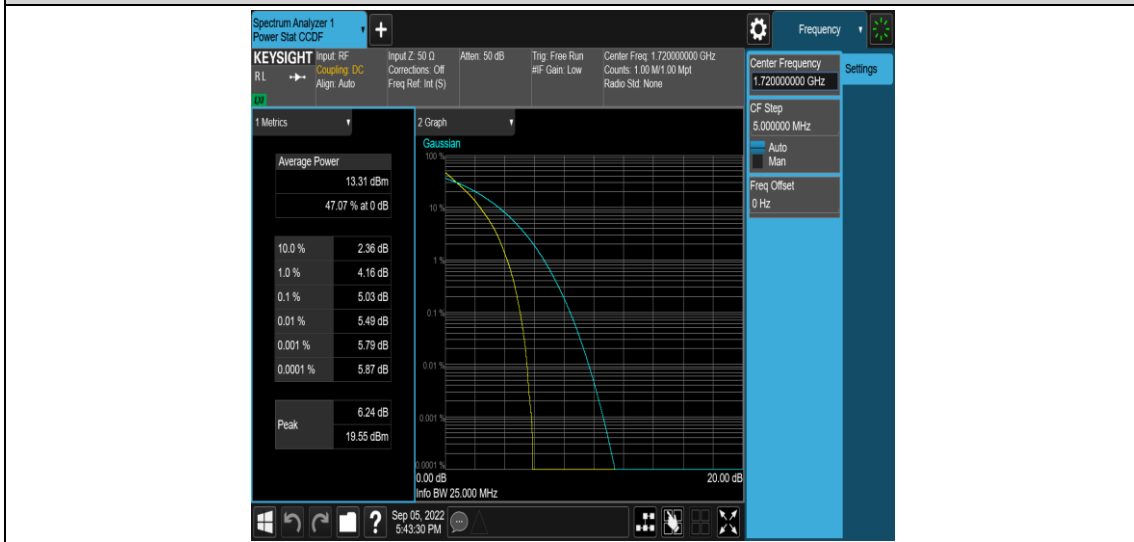 Spectrum Analyzer 1
Power Stat CCDF
+
Frequency
KEYSIGHT
Input: RF
Input Z: 50 Ω
Atten: 50 dB
Trig: Free Run
Center Freq: 1.720000000 GHz
RL
Coupling: DC
Corrections: Off
#IF Gain: Low
Counts: 1.00 M/1.00 Mpt
Align: Auto
Freq Ref: Int (S)
Radio Std: None
LXI
Center Frequency
1.720000000 GHz
Settings
CF Step
5.000000 MHz
Auto
Man
Freq Offset
0 Hz
1 Metrics
Average Power
13.31 dBm
47.07 % at 0 dB
10.0 % 2.36 dB
1.0 % 4.16 dB
0.1 % 5.03 dB
0.01 % 5.49 dB
0.001 % 5.79 dB
0.0001 % 5.87 dB
Peak
6.24 dB
19.55 dBm
2 Graph
Gaussian
100 %
10 %
1 %
0.1 %
0.01 %
0.001 %
0.0001 %
0.00 dB
20.00 dB
Info BW 25.000 MHz
?
Sep 05, 2022
5:43:30 PM